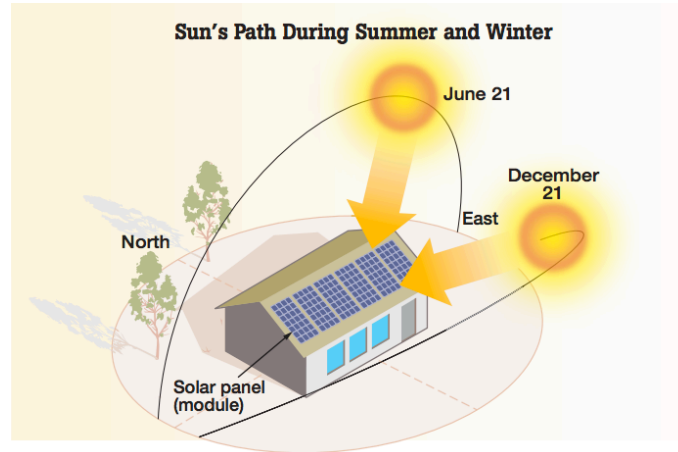 Sun's Path During Summer and Winter
June 21
December
21
East
North
Solar panel
(module)